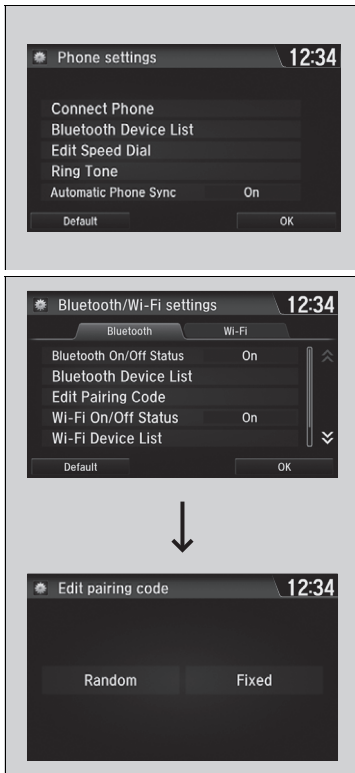 Phone settings 12:34
Connect Phone
Bluetooth Device List
Edit Speed Dial
Ring Tone
Automatic Phone Sync On
Default OK
Bluetooth/Wi-Fi settings 12:34
Bluetooth Wi-Fi
Bluetooth On/Off Status On
Bluetooth Device List
Edit Pairing Code
Wi-Fi On/Off Status On
Wi-Fi Device List
Default OK
Edit pairing code 12:34
Random Fixed